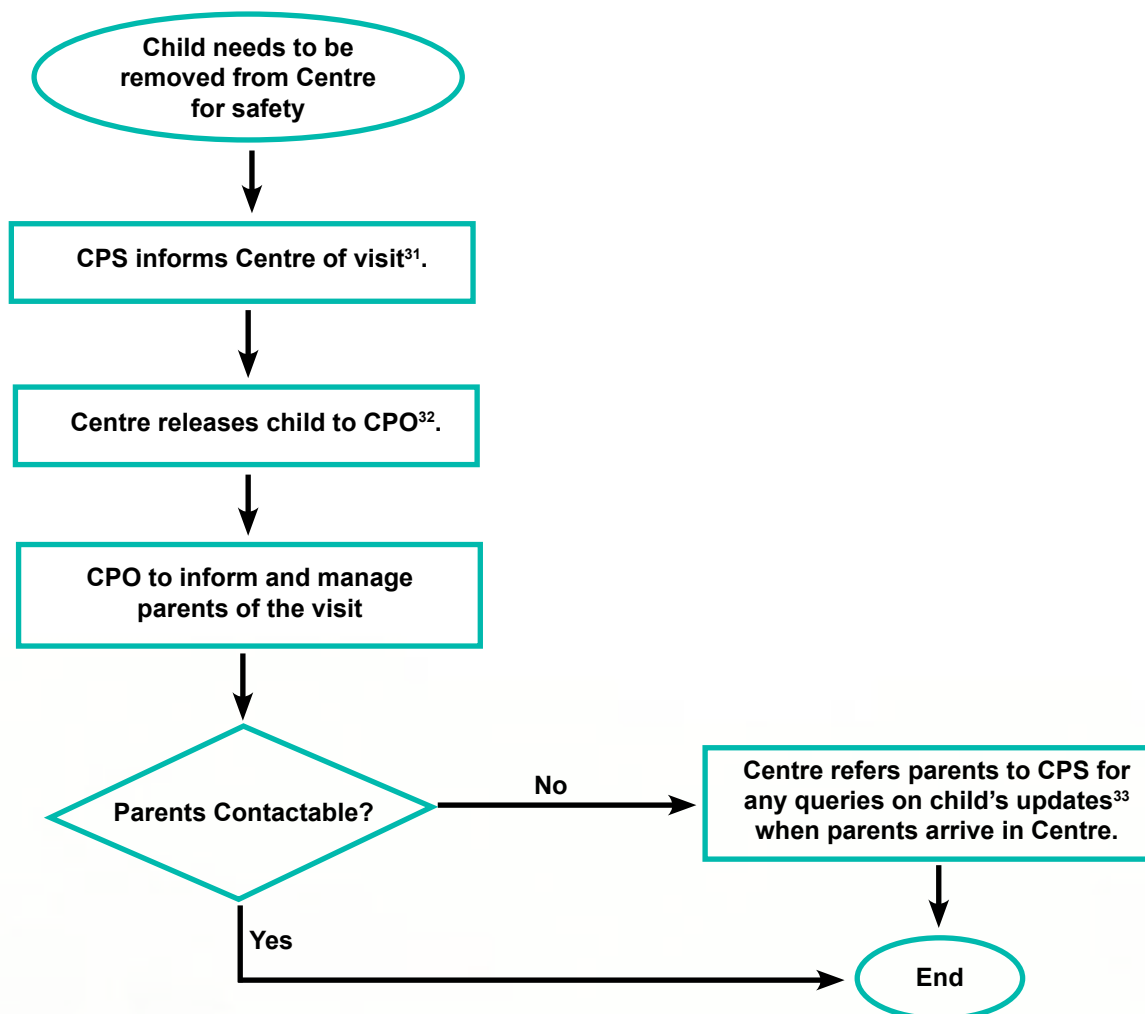 Child needs to be
removed from Centre
for safety
CPS informs Centre of visit³¹.
Centre releases child to CPO³².
CPO to inform and manage
parents of the visit
Parents Contactable?
No
Centre refers parents to CPS for
any queries on child’s updates³³
when parents arrive in Centre.
Yes
End